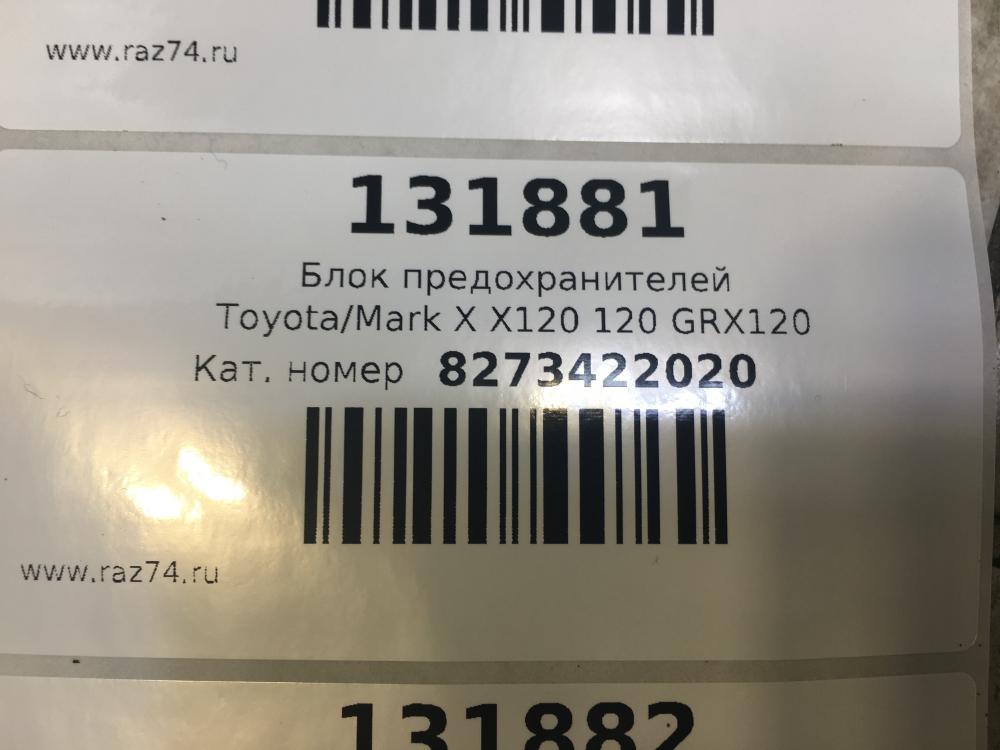 www.raz74.ru
131881
Блок предохранителей
Toyota/Mark X X120 120 GRX120
Кат. номер 8273422020
www.raz74.ru
131882